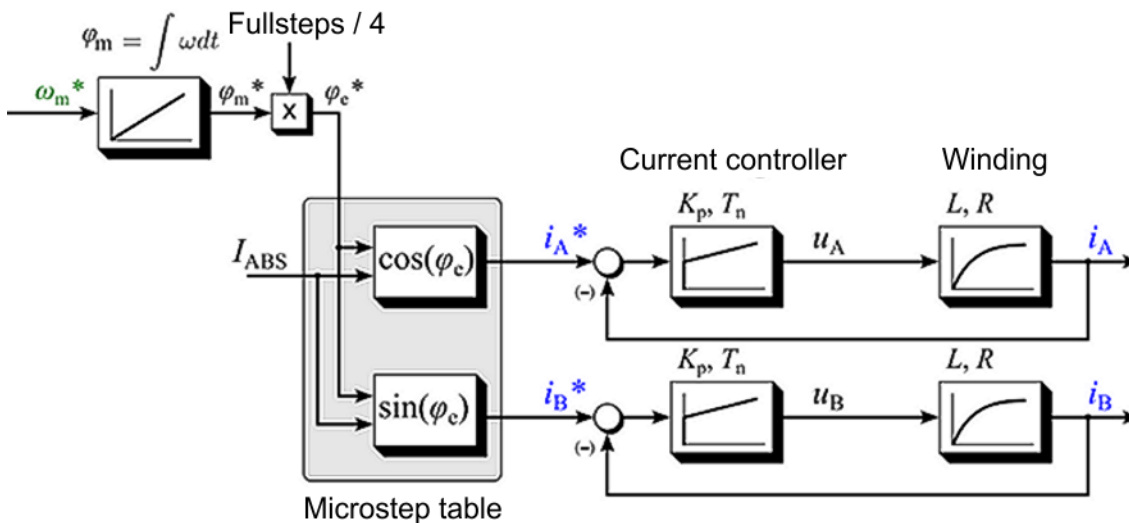 Fullsteps / 4
φm = ∫ ωdt
ωm*
φm*
x
φe*
Current controller
Winding
Kp, Tn
L, R
IABS
cos(φe)
iA*
uA
iA
(-)
Kp, Tn
L, R
sin(φe)
iB*
uB
iB
(-)
Microstep table